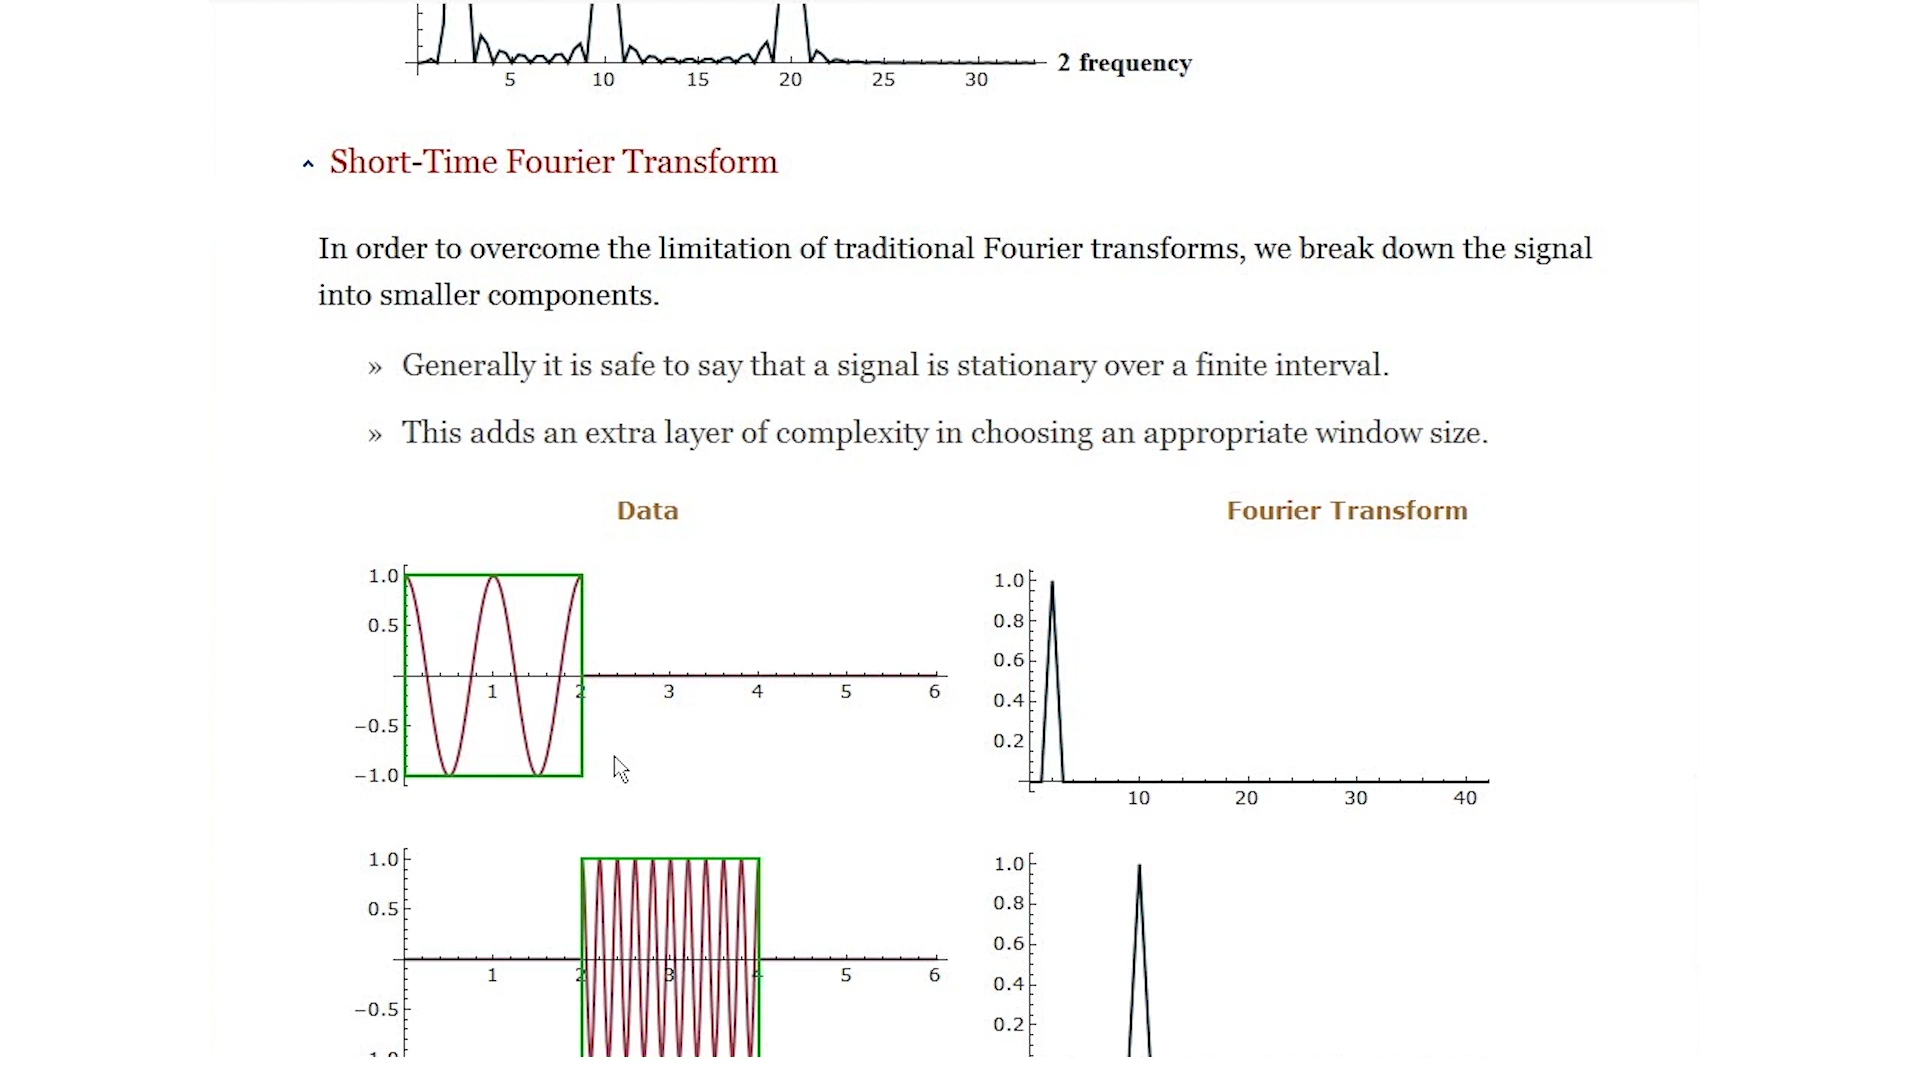 2 frequency
5 10 15 20 25 30
Short-Time Fourier Transform
In order to overcome the limitation of traditional Fourier transforms, we break down the signal
into smaller components.
» Generally it is safe to say that a signal is stationary over a finite interval.
» This adds an extra layer of complexity in choosing an appropriate window size.
Data
1.0
0.5
−0.5
−1.0
1 2 3 4 5 6
Fourier Transform
1.0
0.8
0.6
0.4
0.2
10 20 30 40
1.0
0.5
−0.5
1 2 3 4 5 6
1.0
0.8
0.6
0.4
0.2